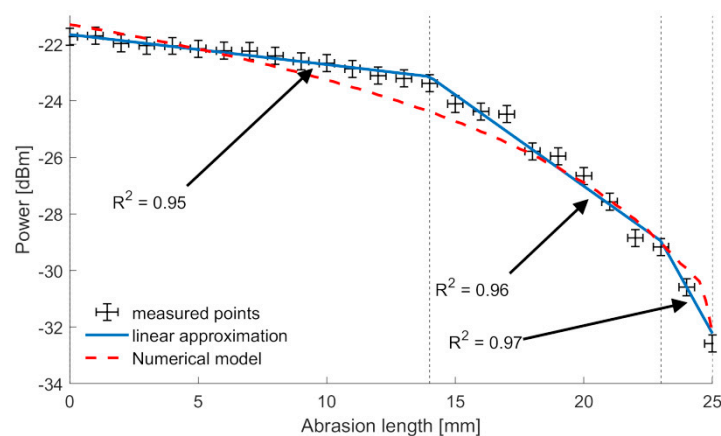 -22
-24
-26
-28
-30
-32
-34
Power [dBm]
R² = 0.95
R² = 0.96
R² = 0.97
measured points
linear approximation
Numerical model
0 5 10 15 20 25
Abrasion length [mm]